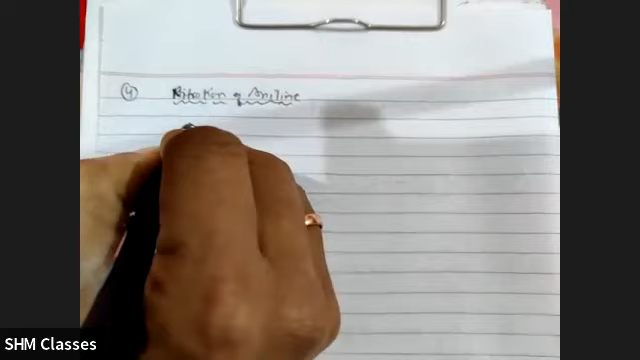 ④ Nitration of Aniline
SHM Classes